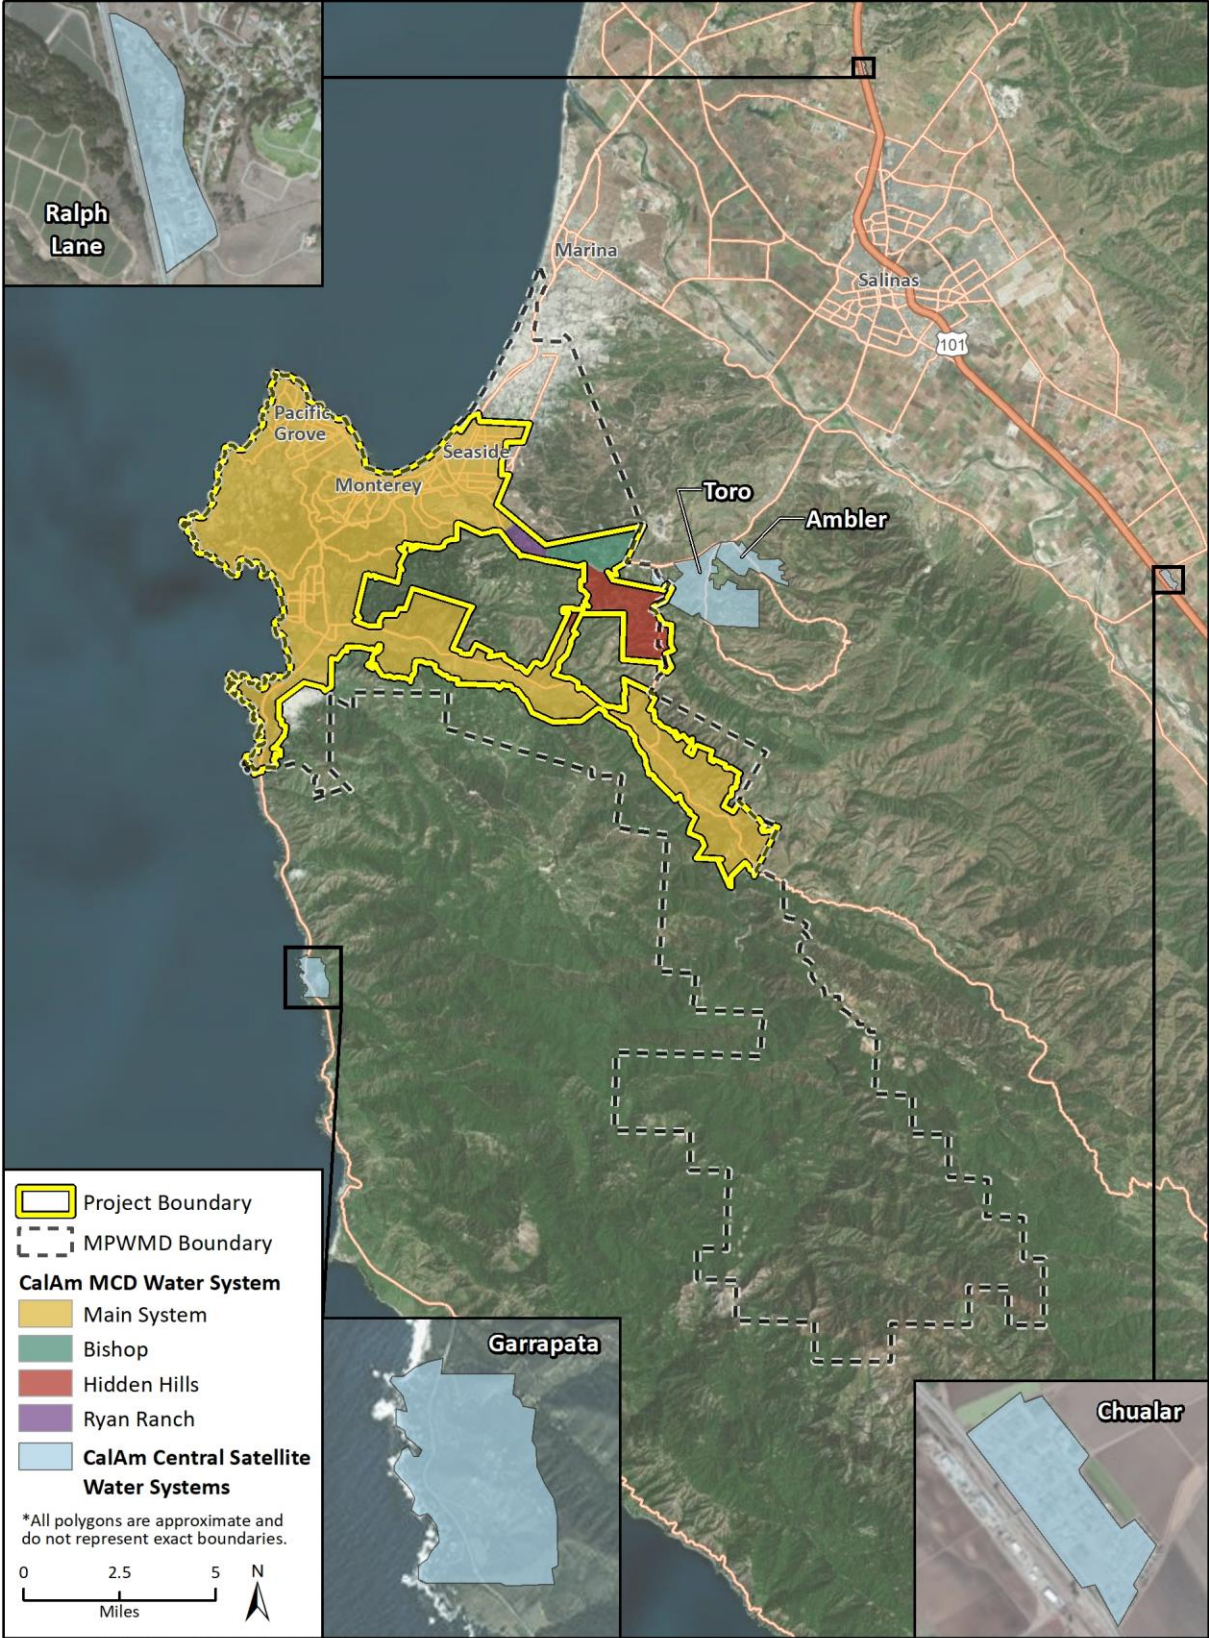 Ralph
Lane
Marina
Salinas
101
Pacific
Grove
Seaside
Monterey
Toro
Ambler
Project Boundary
MPWMD Boundary
CalAm MCD Water System
Main System
Bishop
Hidden Hills
Ryan Ranch
CalAm Central Satellite
Water Systems
*All polygons are approximate and
do not represent exact boundaries.
0 2.5 5
Miles
N
Garrapata
Chualar